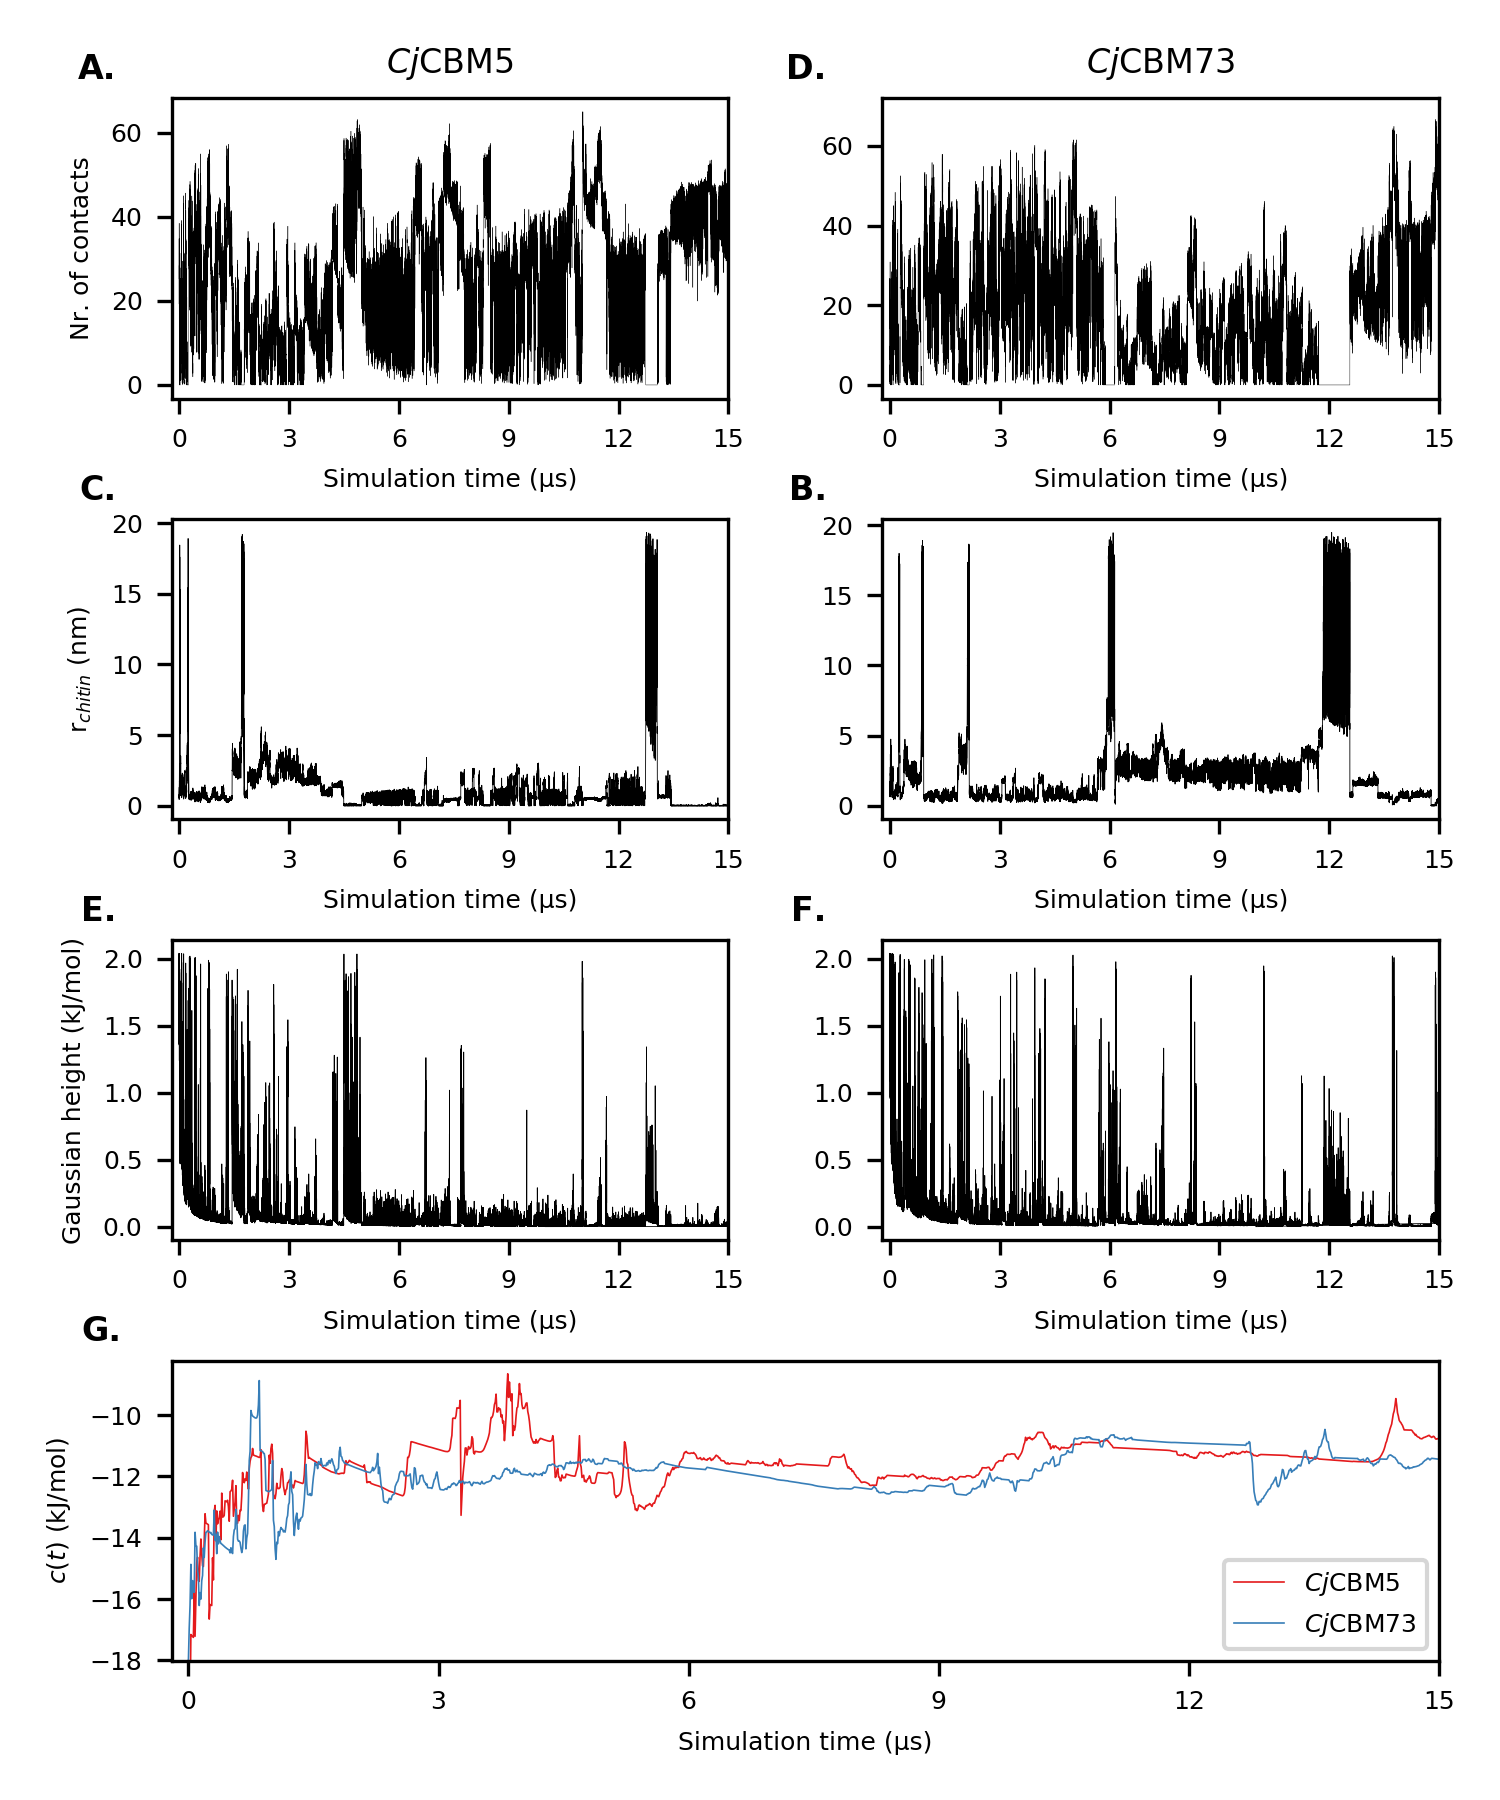 A.
CjCBM5
D.
CjCBM73
Nr. of contacts
60
40
20
0
0 3 6 9 12 15
Simulation time (µs)
60
40
20
0
0 3 6 9 12 15
Simulation time (µs)
C.
r_chitin (nm)
20
15
10
5
0
0 3 6 9 12 15
Simulation time (µs)
B.
20
15
10
5
0
0 3 6 9 12 15
Simulation time (µs)
E.
Gaussian height (kJ/mol)
2.0
1.5
1.0
0.5
0.0
0 3 6 9 12 15
Simulation time (µs)
F.
2.0
1.5
1.0
0.5
0.0
0 3 6 9 12 15
Simulation time (µs)
G.
c(t) (kJ/mol)
−10
−12
−14
−16
−18
0 3 6 9 12 15
Simulation time (µs)
CjCBM5
CjCBM73